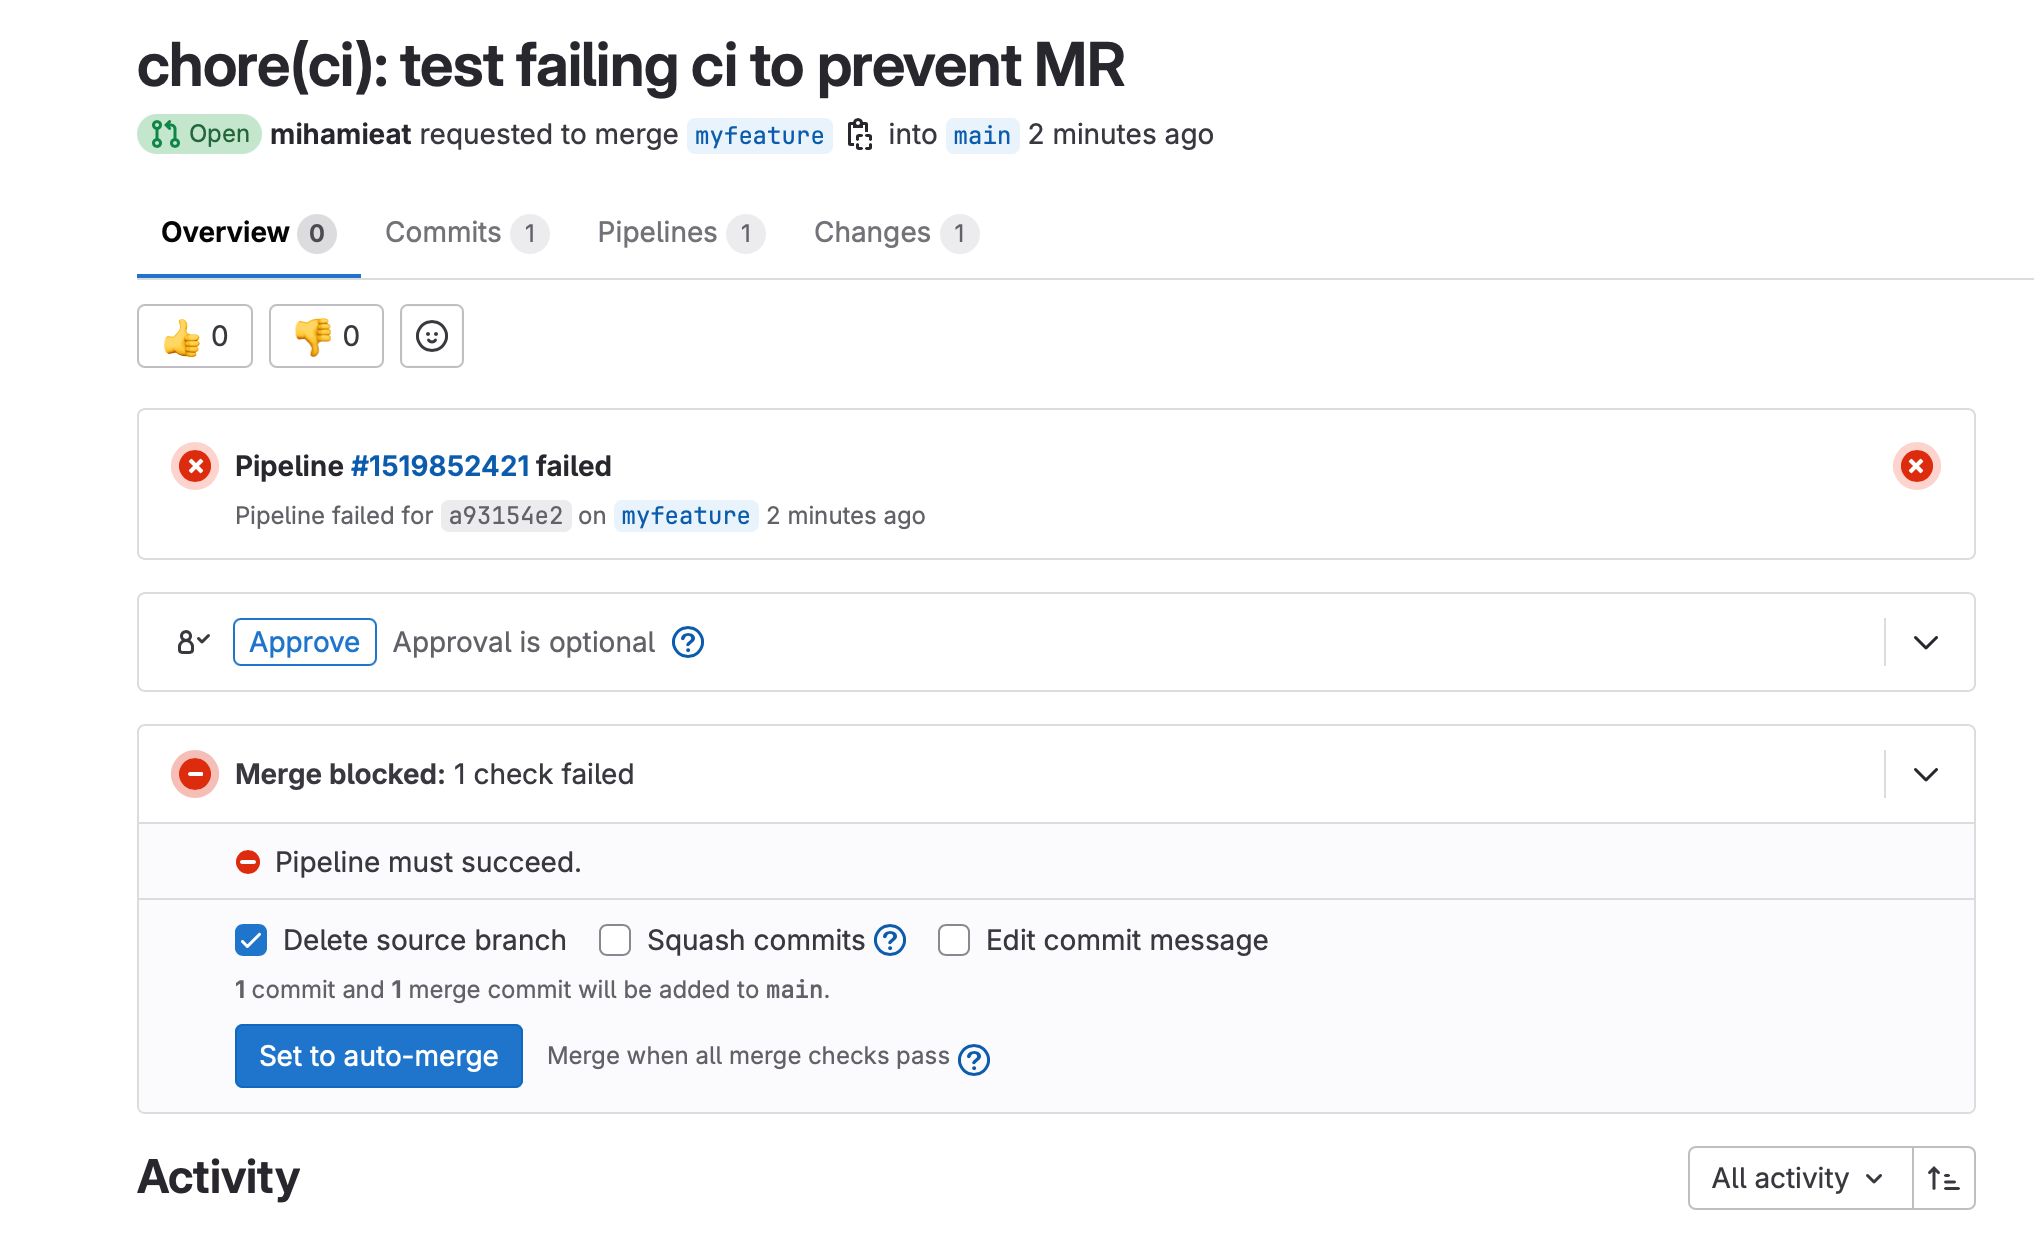 chore(ci): test failing ci to prevent MR
Open mihamieat requested to merge myfeature into main 2 minutes ago
Overview 0 Commits 1 Pipelines 1 Changes 1
0 0
Pipeline #1519852421 failed
Pipeline failed for a93154e2 on myfeature 2 minutes ago
Approve Approval is optional
Merge blocked: 1 check failed
Pipeline must succeed.
Delete source branch Squash commits Edit commit message
1 commit and 1 merge commit will be added to main.
Set to auto-merge Merge when all merge checks pass
Activity All activity